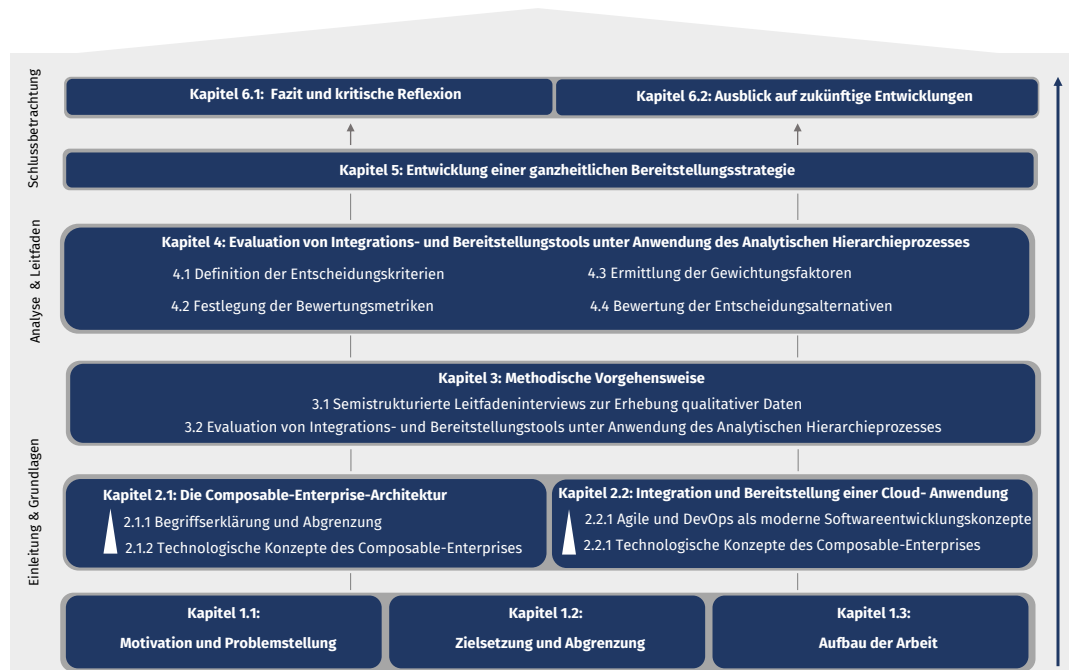 Schlussbetrachtung
Kapitel 6.1: Fazit und kritische Reflexion
Kapitel 6.2: Ausblick auf zukünftige Entwicklungen
Kapitel 5: Entwicklung einer ganzheitlichen Bereitstellungsstrategie
Analyse & Leitfaden
Kapitel 4: Evaluation von Integrations- und Bereitstellungstools unter Anwendung des Analytischen Hierarchieprozesses
4.1 Definition der Entscheidungskriterien
4.2 Festlegung der Bewertungsmetriken
4.3 Ermittlung der Gewichtungsfaktoren
4.4 Bewertung der Entscheidungsalternativen
Kapitel 3: Methodische Vorgehensweise
3.1 Semistrukturierte Leitfadeninterviews zur Erhebung qualitativer Daten
3.2 Evaluation von Integrations- und Bereitstellungstools unter Anwendung des Analytischen Hierarchieprozesses
Einleitung & Grundlagen
Kapitel 2.1: Die Composable-Enterprise-Architektur
2.1.1 Begriffserklärung und Abgrenzung
2.1.2 Technologische Konzepte des Composable-Enterprises
Kapitel 2.2: Integration und Bereitstellung einer Cloud- Anwendung
2.2.1 Agile und DevOps als moderne Softwareentwicklungskonzepte
2.2.1 Technologische Konzepte des Composable-Enterprises
Kapitel 1.1:
Motivation und Problemstellung
Kapitel 1.2:
Zielsetzung und Abgrenzung
Kapitel 1.3:
Aufbau der Arbeit